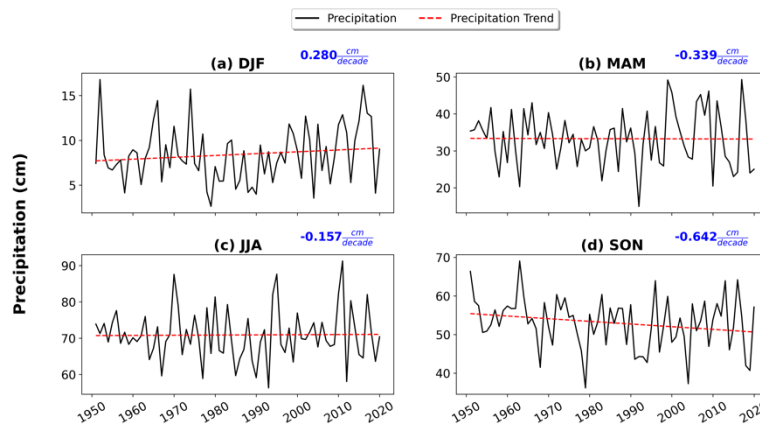 Precipitation Precipitation Trend
(a) DJF 0.280 cm/decade
(b) MAM -0.339 cm/decade
15
10
5
50
40
30
20
Precipitation (cm)
(c) JJA -0.157 cm/decade
(d) SON -0.642 cm/decade
90
80
70
60
70
60
50
40
1950 1960 1970 1980 1990 2000 2010 2020
1950 1960 1970 1980 1990 2000 2010 2020